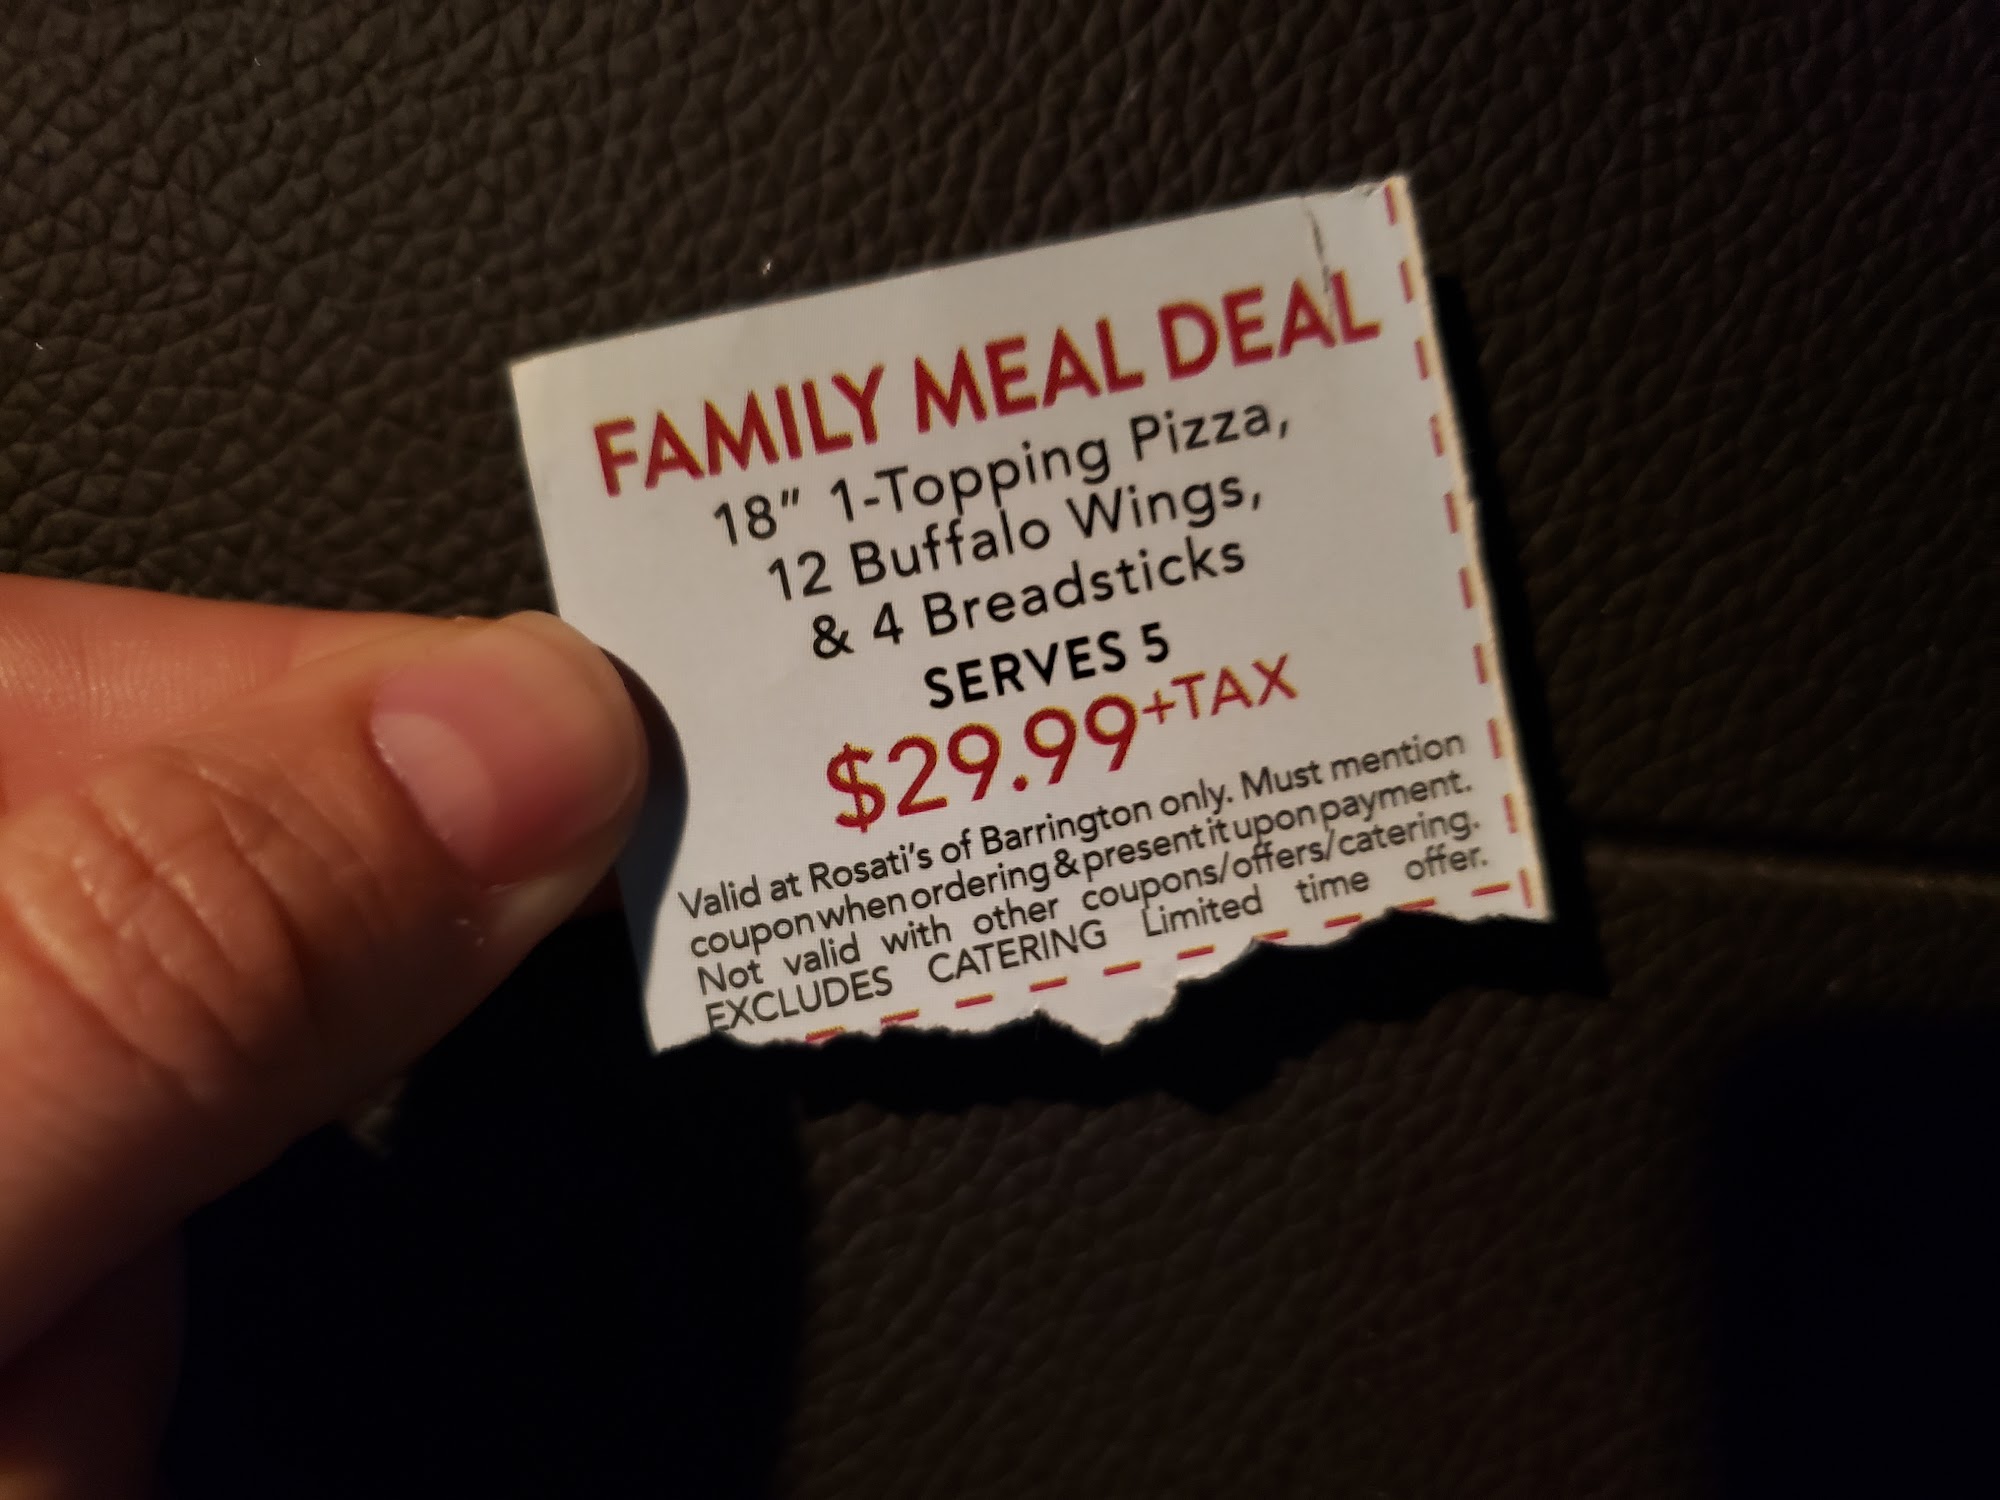 FAMILY MEAL DEAL
18" 1-Topping Pizza,
12 Buffalo Wings,
& 4 Breadsticks
SERVES 5
$29.99+TAX
Valid at Rosati's of Barrington only. Must mention
coupon when ordering & present it upon payment.
Not valid with other coupons/offers/catering.
EXCLUDES CATERING Limited time offer.